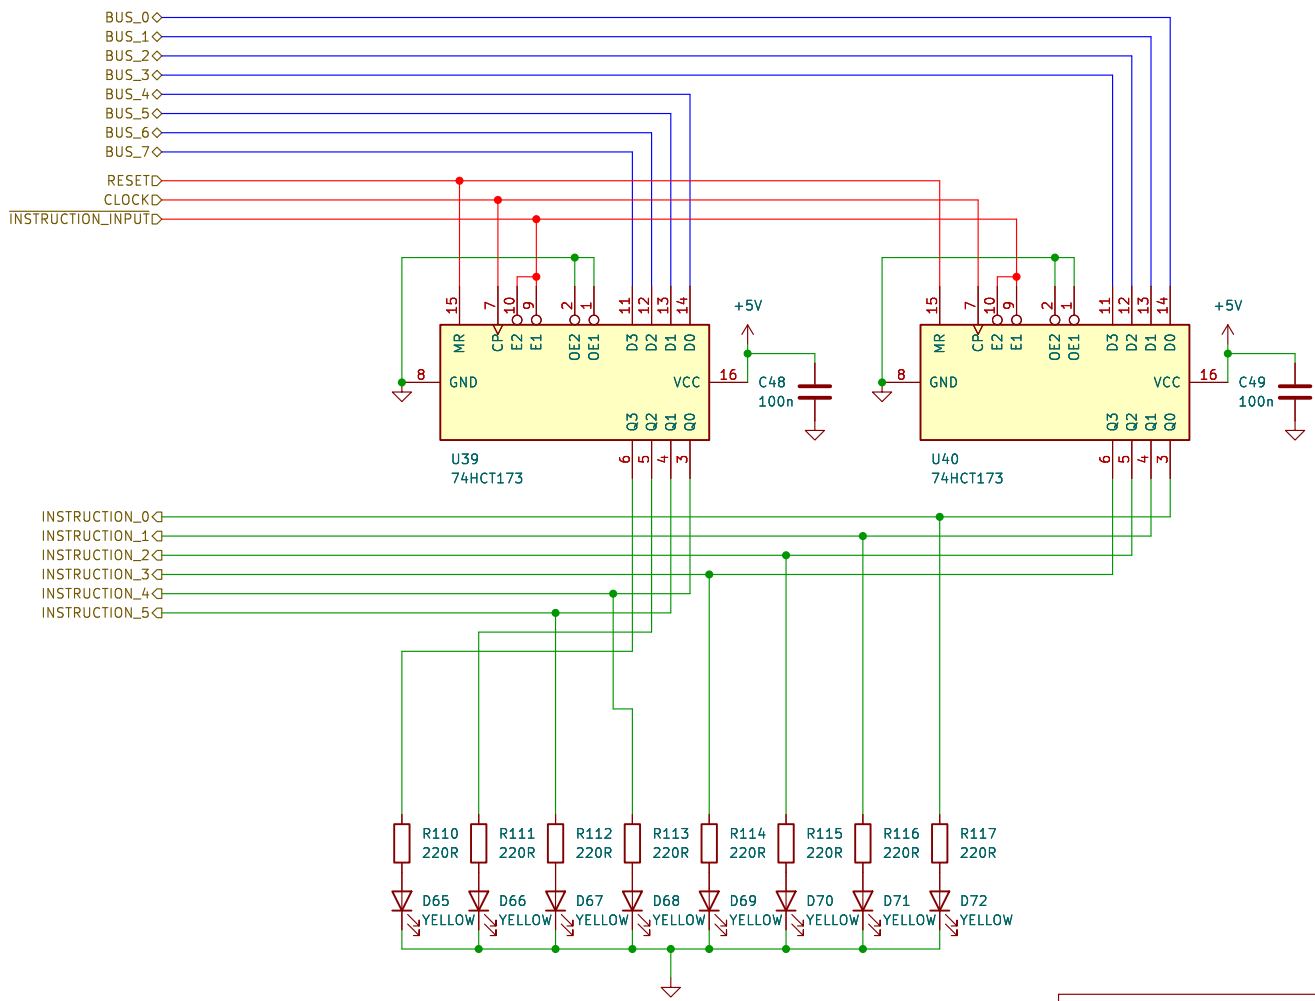 BUS_0
BUS_1
BUS_2
BUS_3
BUS_4
BUS_5
BUS_6
BUS_7
RESET
CLOCK
INSTRUCTION_INPUT
15 7 10 9 2 1 11 12 13 14
MR CP E2 E1 OE2 OE1 D3 D2 D1 D0
+5V
8 GND VCC 16
C48
100n
Q3 Q2 Q1 Q0
6 5 4 3
U39
74HCT173
15 7 10 9 2 1 11 12 13 14
MR CP E2 E1 OE2 OE1 D3 D2 D1 D0
+5V
8 GND VCC 16
C49
100n
Q3 Q2 Q1 Q0
6 5 4 3
U40
74HCT173
INSTRUCTION_0
INSTRUCTION_1
INSTRUCTION_2
INSTRUCTION_3
INSTRUCTION_4
INSTRUCTION_5
R110 R111 R112 R113 R114 R115 R116 R117
220R 220R 220R 220R 220R 220R 220R 220R
D65 D66 D67 D68 D69 D70 D71 D72
YELLOW YELLOW YELLOW YELLOW YELLOW YELLOW YELLOW YELLOW